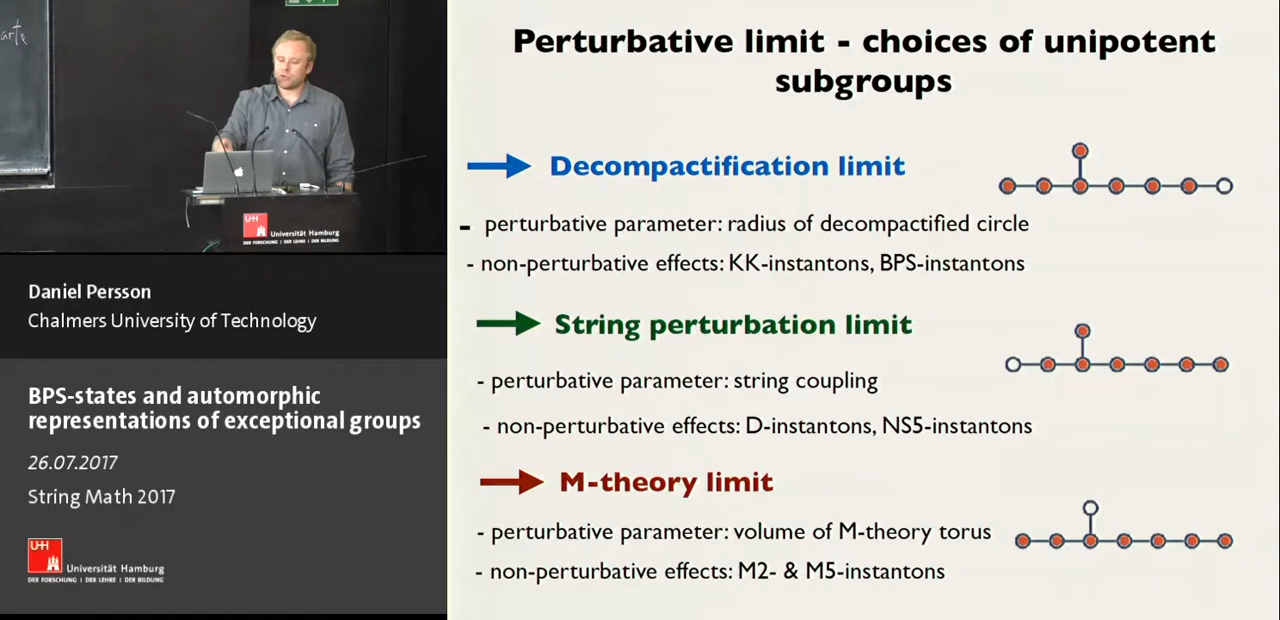 arte
U+H
Universität Hamburg
DER FORSCHUNG | DER LEHRE | DER BILDUNG
Daniel Persson
Chalmers University of Technology
BPS-states and automorphic
representations of exceptional groups
26.07.2017
String Math 2017
UHH
Universität Hamburg
DER FORSCHUNG | DER LEHRE | DER BILDUNG
Perturbative limit - choices of unipotent
subgroups
Decompactification limit
- perturbative parameter: radius of decompactified circle
- non-perturbative effects: KK-instantons, BPS-instantons
String perturbation limit
- perturbative parameter: string coupling
- non-perturbative effects: D-instantons, NS5-instantons
M-theory limit
- perturbative parameter: volume of M-theory torus
- non-perturbative effects: M2- & M5-instantons